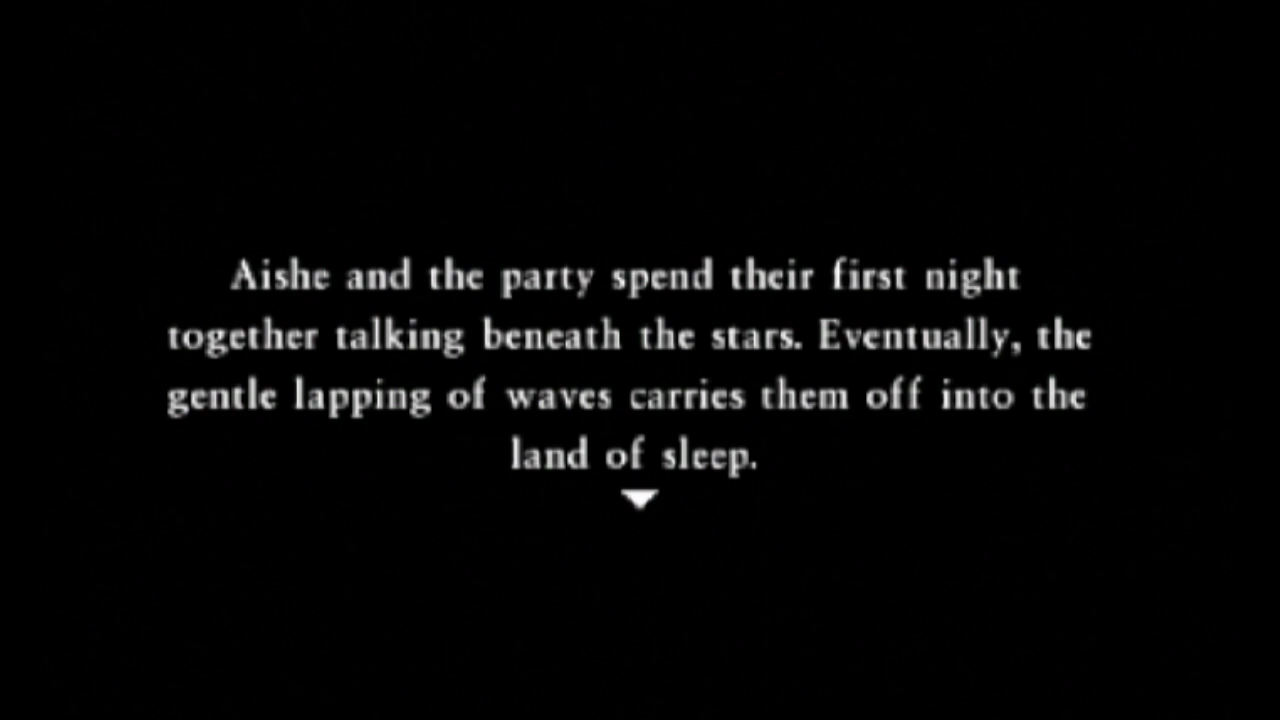 Aishe and the party spend their first night
together talking beneath the stars. Eventually, the
gentle lapping of waves carries them off into the
land of sleep.